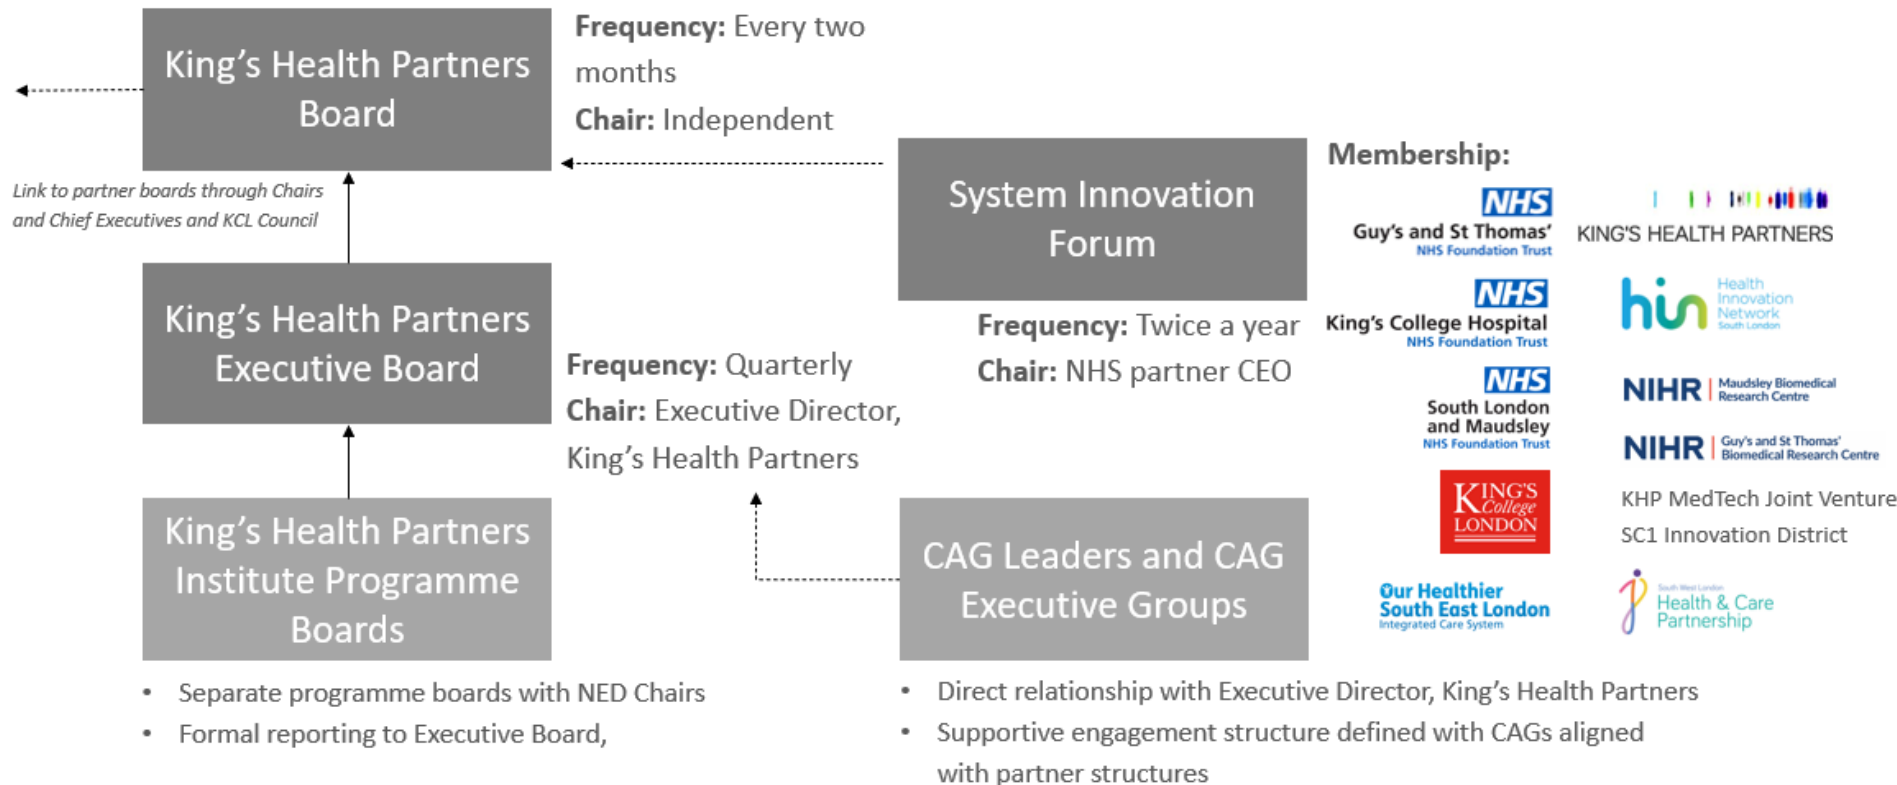 King's Health Partners
Board
Frequency: Every two
months
Chair: Independent
Link to partner boards through Chairs
and Chief Executives and KCL Council
System Innovation
Forum
Frequency: Twice a year
Chair: NHS partner CEO
King's Health Partners
Executive Board
Frequency: Quarterly
Chair: Executive Director,
King's Health Partners
King's Health Partners
Institute Programme
Boards
• Separate programme boards with NED Chairs
• Formal reporting to Executive Board,
CAG Leaders and CAG
Executive Groups
• Direct relationship with Executive Director, King's Health Partners
• Supportive engagement structure defined with CAGs aligned
with partner structures
Membership:
NHS
Guy's and St Thomas'
NHS Foundation Trust
KING'S HEALTH PARTNERS
NHS
King's College Hospital
NHS Foundation Trust
hin
Health
Innovation
Network
South London
NHS
South London
and Maudsley
NHS Foundation Trust
NIHR | Maudsley Biomedical
Research Centre
NIHR | Guy's and St Thomas'
Biomedical Research Centre
KING'S
College
LONDON
KHP MedTech Joint Venture
SC1 Innovation District
Our Healthier
South East London
Integrated Care System
South West London
Health & Care
Partnership